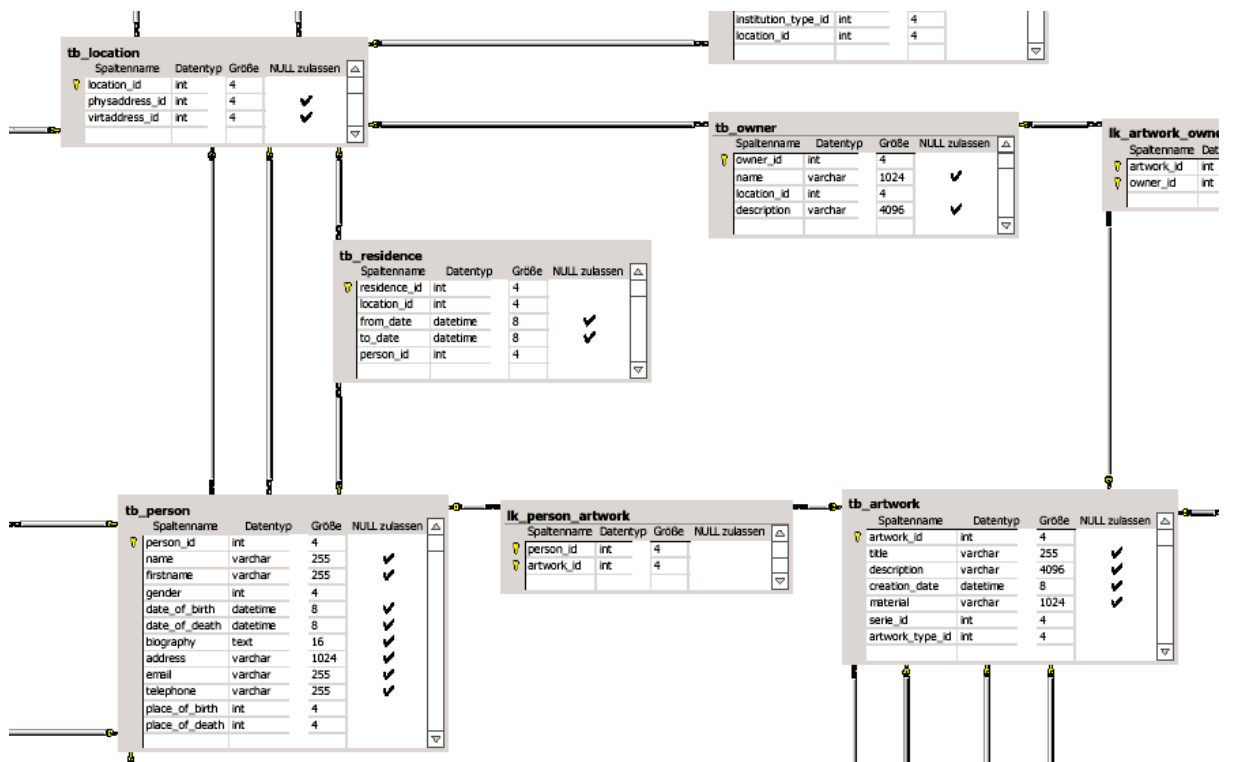 institution_type_id int 4
location_id int 4
tb_location
Spaltenname Datentyp Größe NULL zulassen
location_id int 4
physaddress_id int 4
virtaddress_id int 4
tb_owner
Spaltenname Datentyp Größe NULL zulassen
owner_id int 4
name varchar 1024
location_id int 4
description varchar 4096
lk_artwork_owne
Spaltenname Dat
artwork_id int
owner_id int
tb_residence
Spaltenname Datentyp Größe NULL zulassen
residence_id int 4
location_id int 4
from_date datetime 8
to_date datetime 8
person_id int 4
tb_person
Spaltenname Datentyp Größe NULL zulassen
person_id int 4
name varchar 255
firstname varchar 255
gender int 4
date_of_birth datetime 8
date_of_death datetime 8
biography text 16
address varchar 1024
email varchar 255
telephone varchar 255
place_of_birth int 4
place_of_death int 4
lk_person_artwork
Spaltenname Datentyp Größe NULL zulassen
person_id int 4
artwork_id int 4
tb_artwork
Spaltenname Datentyp Größe NULL zulassen
artwork_id int 4
title varchar 255
description varchar 4096
creation_date datetime 8
material varchar 1024
serie_id int 4
artwork_type_id int 4